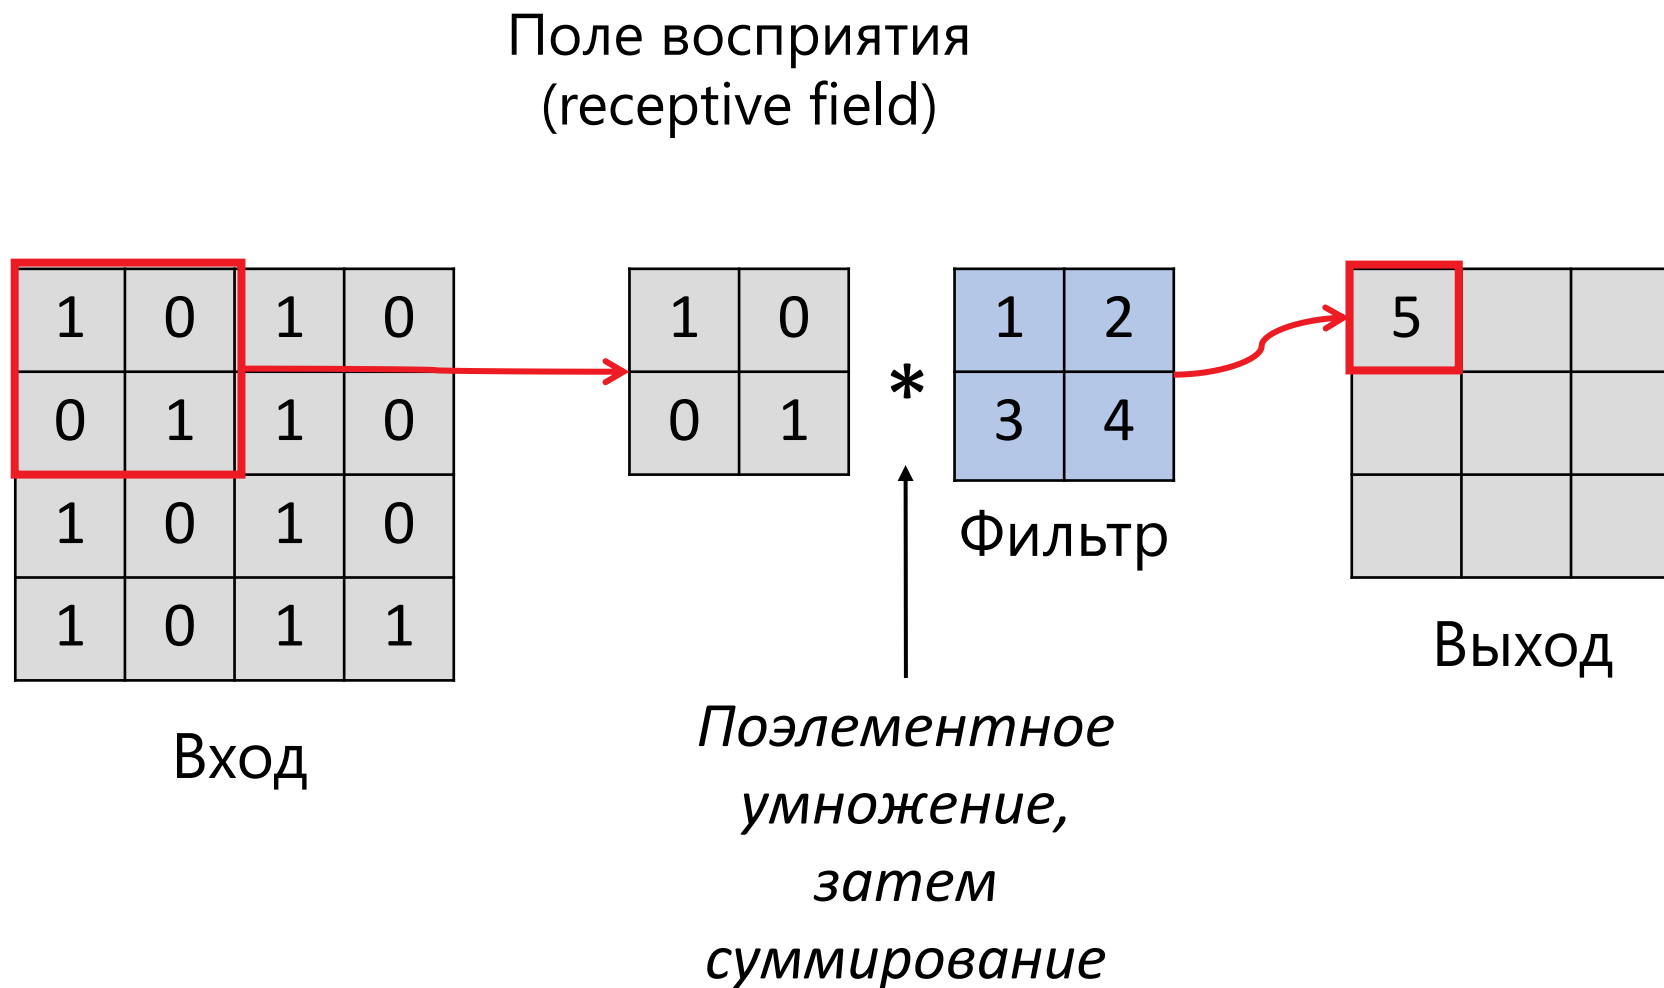 Поле восприятия
(receptive field)
1 0 1 0
0 1 1 0
1 0 1 0
1 0 1 1
Вход
1 0
0 1
*
1 2
3 4
Фильтр
5
Выход
Поэлементное
умножение,
затем
суммирование